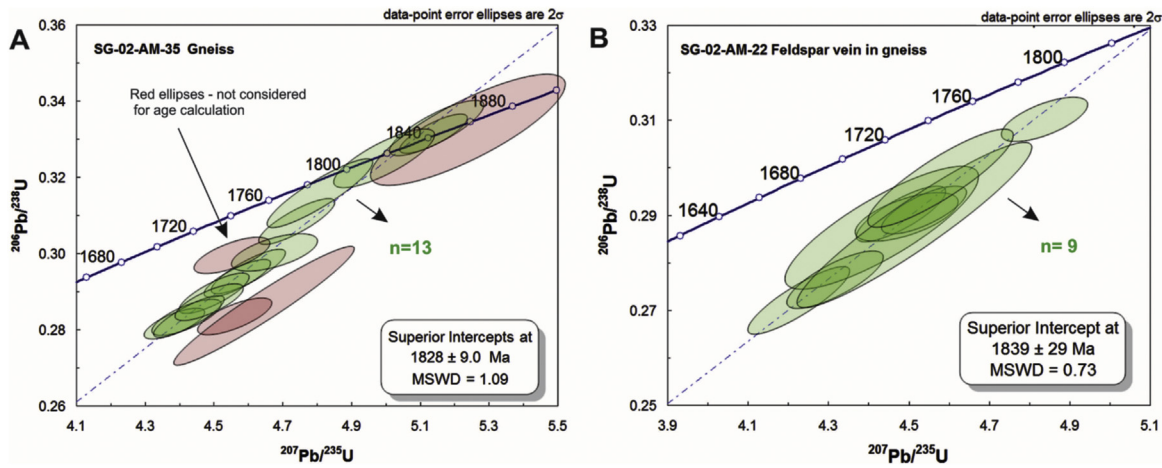 data-point error ellipses are 2σ
A
SG-02-AM-35 Gneiss
Red ellipses - not considered
for age calculation
0.36
0.34
0.32
0.30
0.28
0.26
206Pb/238U
1680
1720
1760
1800
1840
1880
n=13
Superior Intercepts at
1828 ± 9.0 Ma
MSWD = 1.09
4.1
4.3
4.5
4.7
4.9
5.1
5.3
5.5
207Pb/235U
data-point error ellipses are 2σ
B
SG-02-AM-22 Feldspar vein in gneiss
0.33
0.31
0.29
0.27
0.25
206Pb/238U
1640
1680
1720
1760
1800
n= 9
Superior Intercept at
1839 ± 29 Ma
MSWD = 0.73
3.9
4.1
4.3
4.5
4.7
4.9
5.1
207Pb/235U